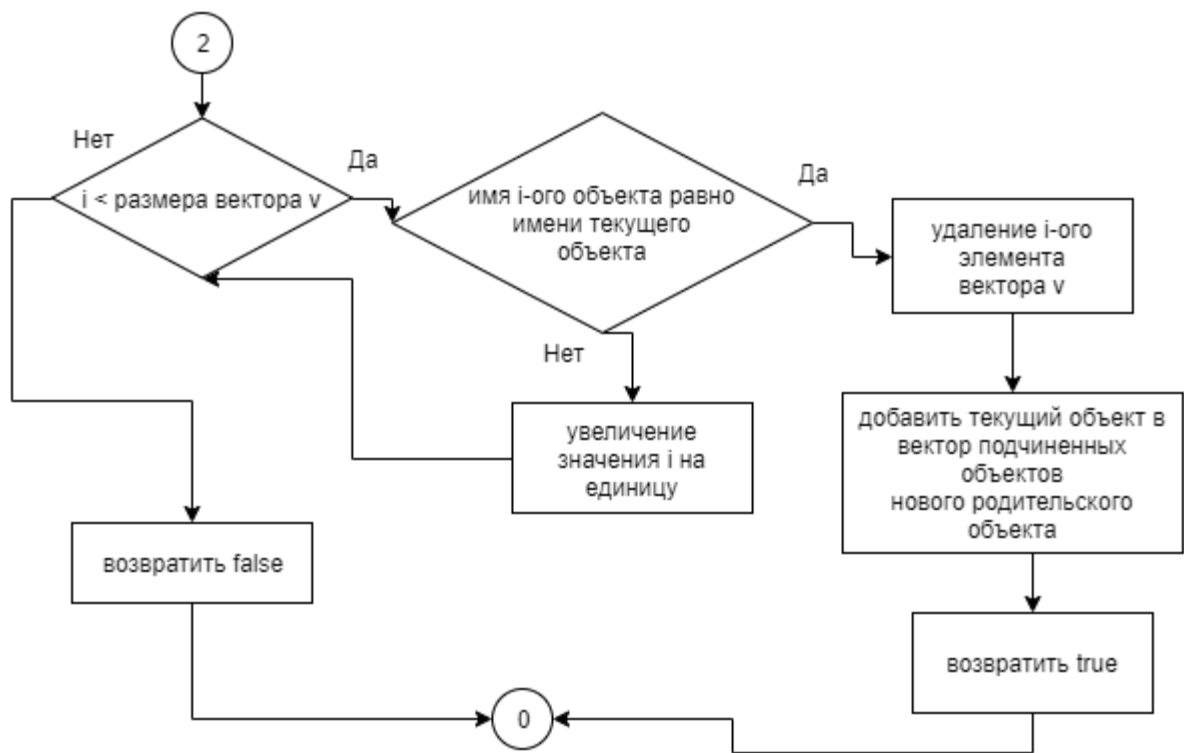 2
Нет
Да
i < размера вектора v
имя i-ого объекта равно
имени текущего
объекта
Да
удаление i-ого
элемента
вектора v
Нет
увеличение
значения i на
единицу
добавить текущий объект в
вектор подчиненных
объектов
нового родительского
объекта
возвратить false
возвратить true
0